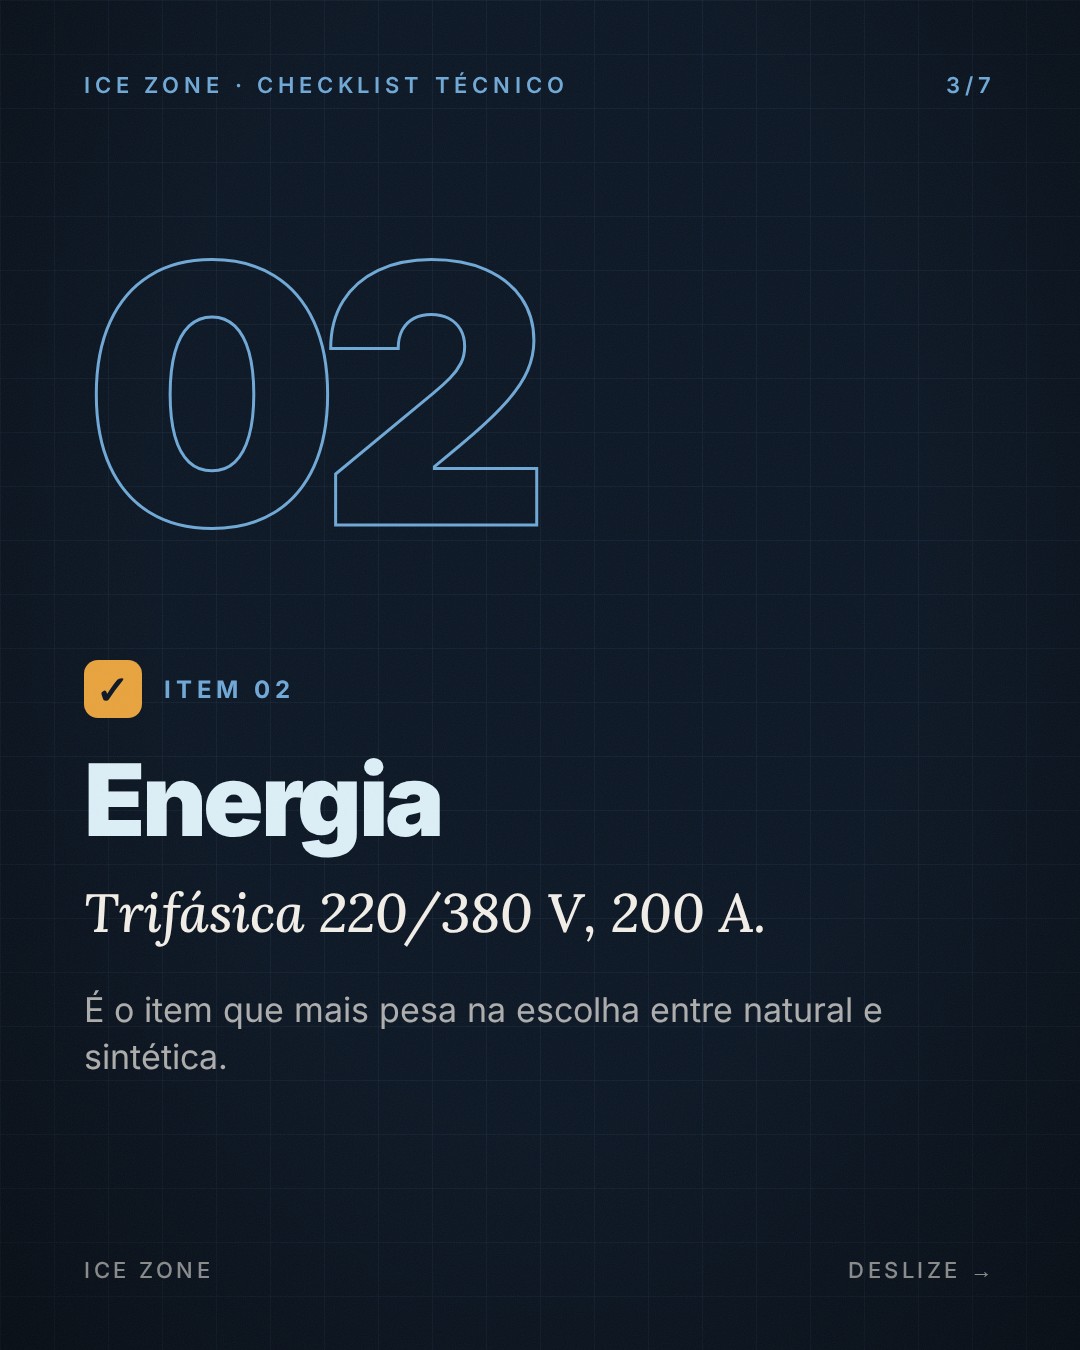 ICE ZONE · CHECKLIST TÉCNICO
3/7
02
✓ ITEM 02
Energia
Trifásica 220/380 V, 200 A.
É o item que mais pesa na escolha entre natural e
sintética.
ICE ZONE
DESLIZE →